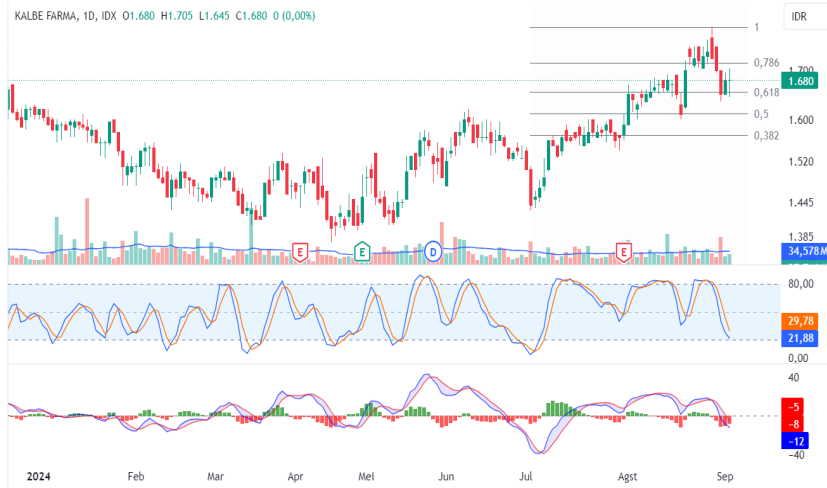 KALBE FARMA, 1D, IDX O1.680 H1.705 L1.645 C1.680 0 (0,00%)
IDR
1
0,786
1.700
1.680
0,618
1.600
0,5
0,382
1.520
1.445
1.385
E
E
D
E
34,578M
80,00
29,78
21,88
0,00
40
-5
-8
-12
-40
2024 Feb Mar Apr Mei Jun Jul Agst Sep